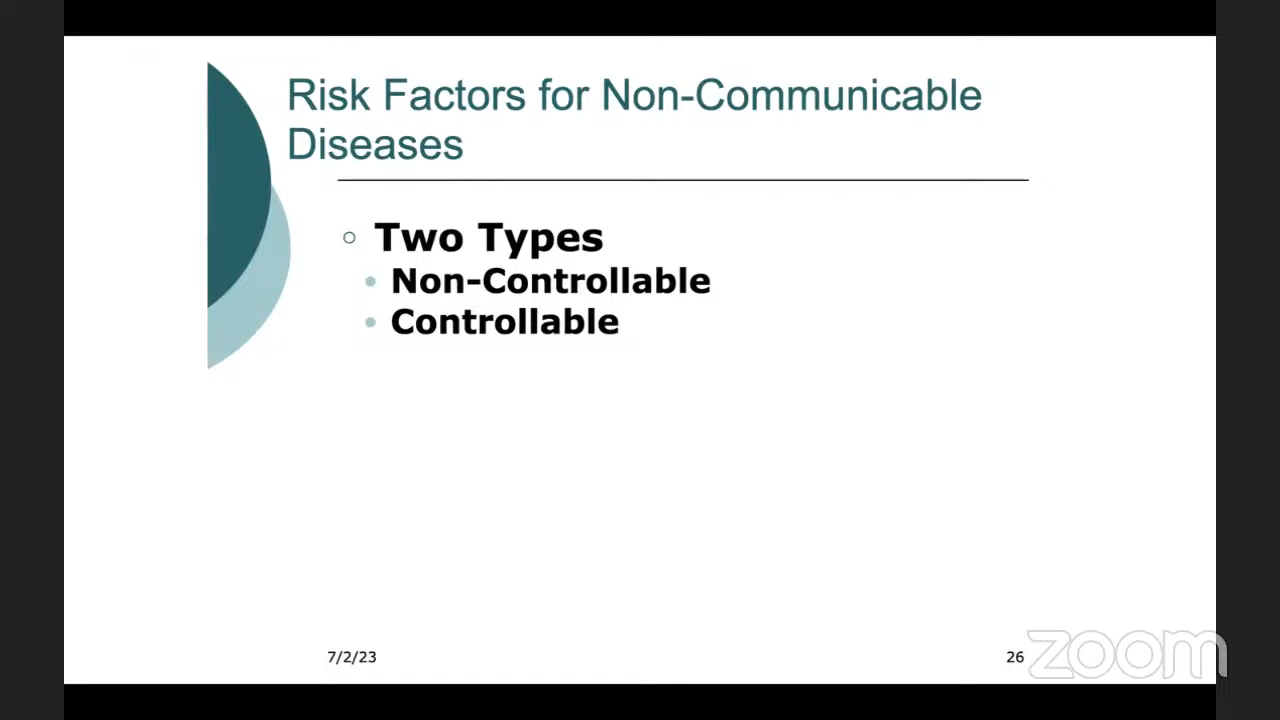 Risk Factors for Non-Communicable
Diseases
Two Types
Non-Controllable
Controllable
7/2/23
26
zoom